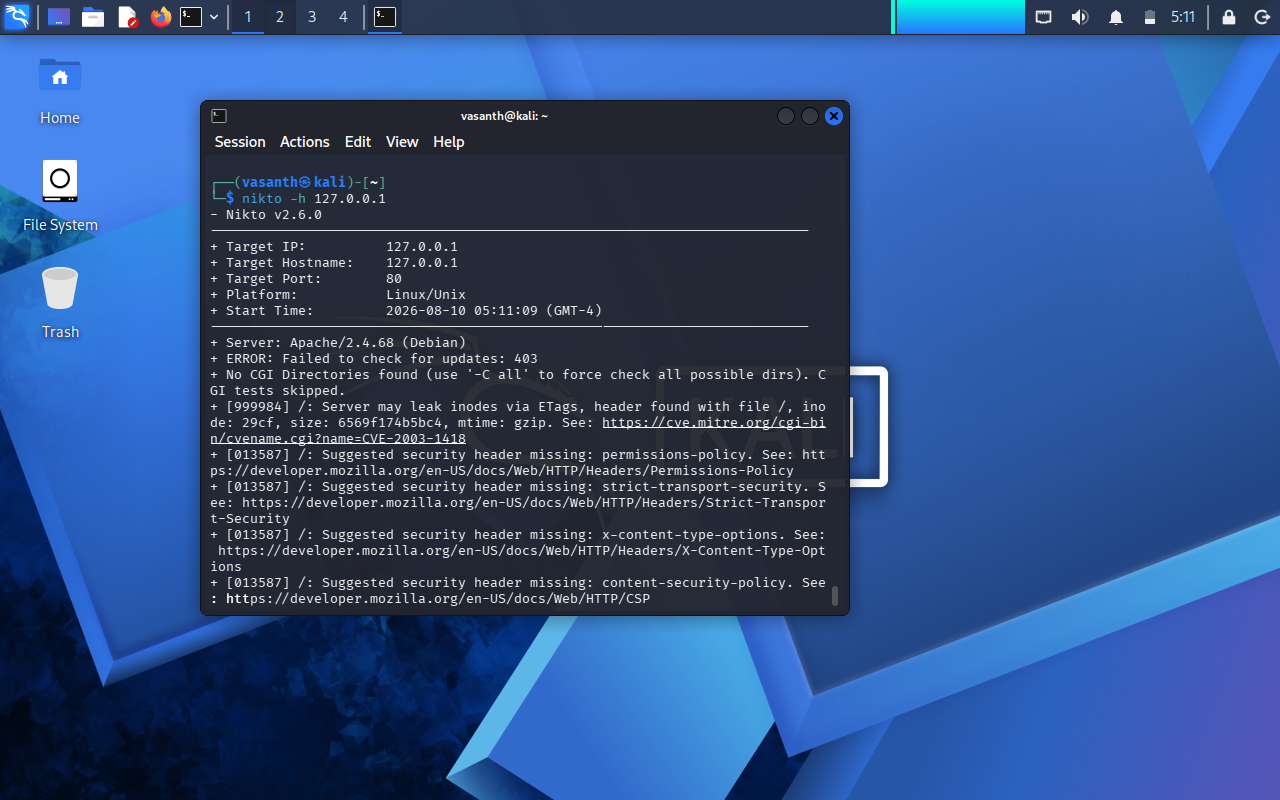 1 2 3 4 5:11
Home
File System
Trash
vasanth@kali: ~
Session Actions Edit View Help
┌──(vasanth㉿kali)-[~]
└─$ nikto -h 127.0.0.1
- Nikto v2.6.0
---------------------------------------------------------------------------
+ Target IP: 127.0.0.1
+ Target Hostname: 127.0.0.1
+ Target Port: 80
+ Platform: Linux/Unix
+ Start Time: 2026-08-10 05:11:09 (GMT-4)
---------------------------------------------------------------------------
+ Server: Apache/2.4.68 (Debian)
+ ERROR: Failed to check for updates: 403
+ No CGI Directories found (use '-C all' to force check all possible dirs). C
GI tests skipped.
+ [999984] /: Server may leak inodes via ETags, header found with file /, ino
de: 29cf, size: 6569f174b5bc4, mtime: gzip. See: https://cve.mitre.org/cgi-bi
n/cvename.cgi?name=CVE-2003-1418
+ [013587] /: Suggested security header missing: permissions-policy. See: htt
ps://developer.mozilla.org/en-US/docs/Web/HTTP/Headers/Permissions-Policy
+ [013587] /: Suggested security header missing: strict-transport-security. S
ee: https://developer.mozilla.org/en-US/docs/Web/HTTP/Headers/Strict-Transpor
t-Security
+ [013587] /: Suggested security header missing: x-content-type-options. See:
https://developer.mozilla.org/en-US/docs/Web/HTTP/Headers/X-Content-Type-Opt
ions
+ [013587] /: Suggested security header missing: content-security-policy. See
: https://developer.mozilla.org/en-US/docs/Web/HTTP/CSP
KALI